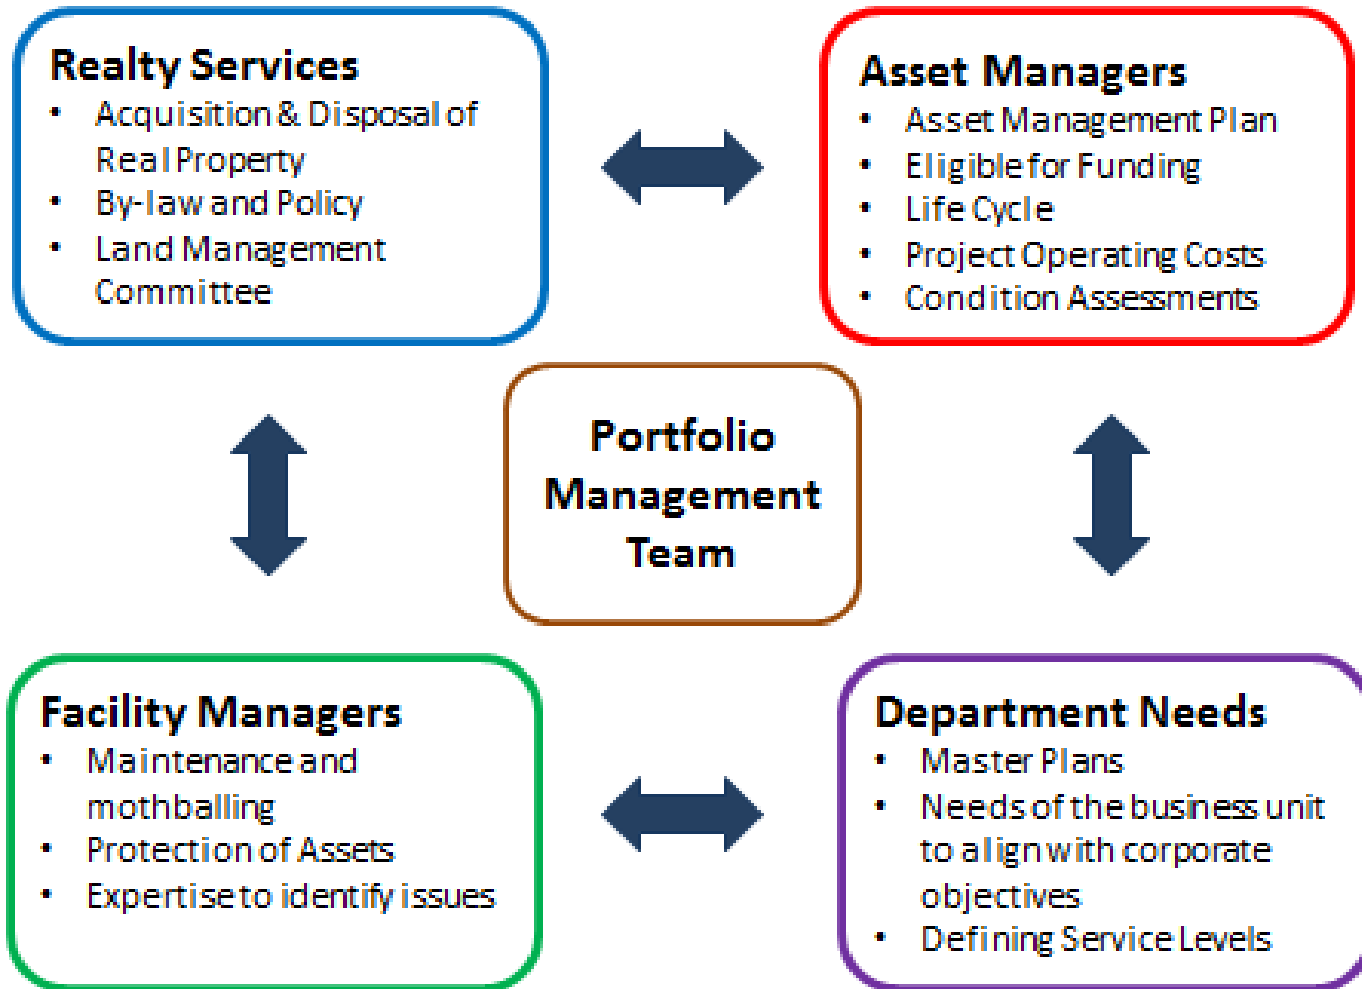 Realty Services
• Acquisition & Disposal of
Real Property
• By-law and Policy
• Land Management
Committee
Asset Managers
• Asset Management Plan
• Eligible for Funding
• Life Cycle
• Project Operating Costs
• Condition Assessments
Portfolio
Management
Team
Facility Managers
• Maintenance and
mothballing
• Protection of Assets
• Expertise to identify issues
Department Needs
• Master Plans
• Needs of the business unit
to align with corporate
objectives
• Defining Service Levels